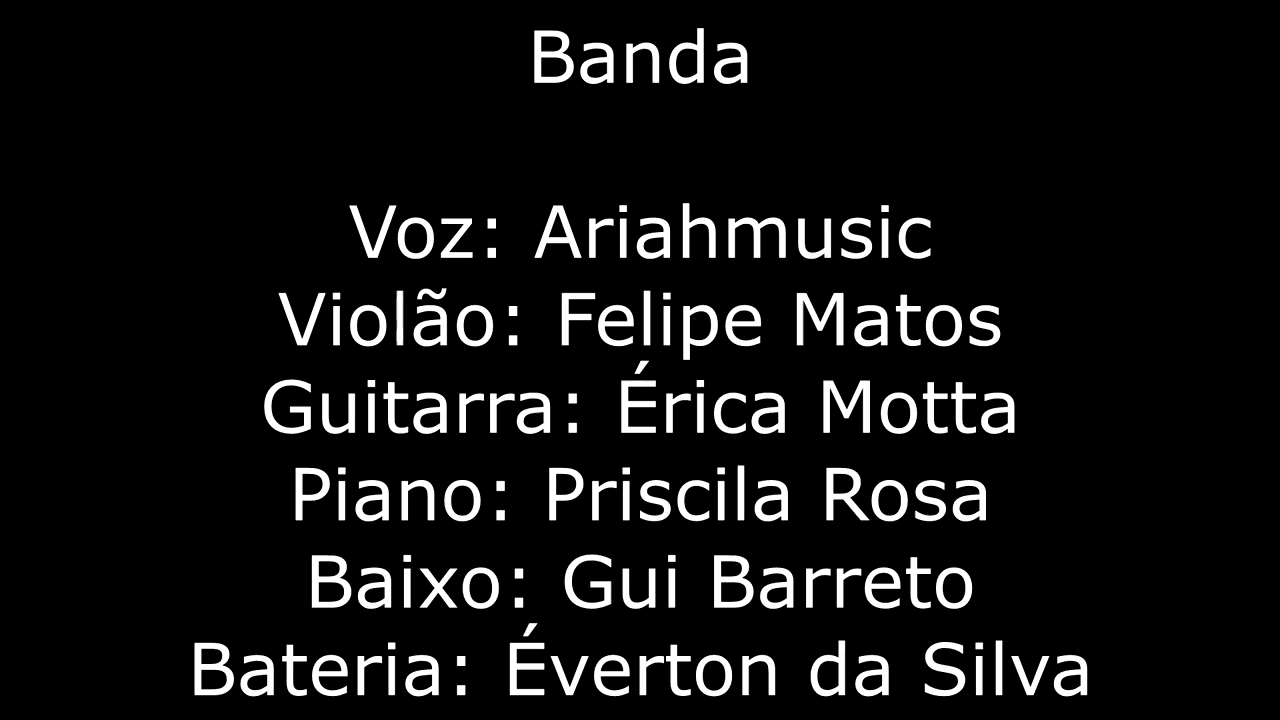 Banda
Voz: Ariahmusic
Violão: Felipe Matos
Guitarra: Érica Motta
Piano: Priscila Rosa
Baixo: Gui Barreto
Bateria: Éverton da Silva